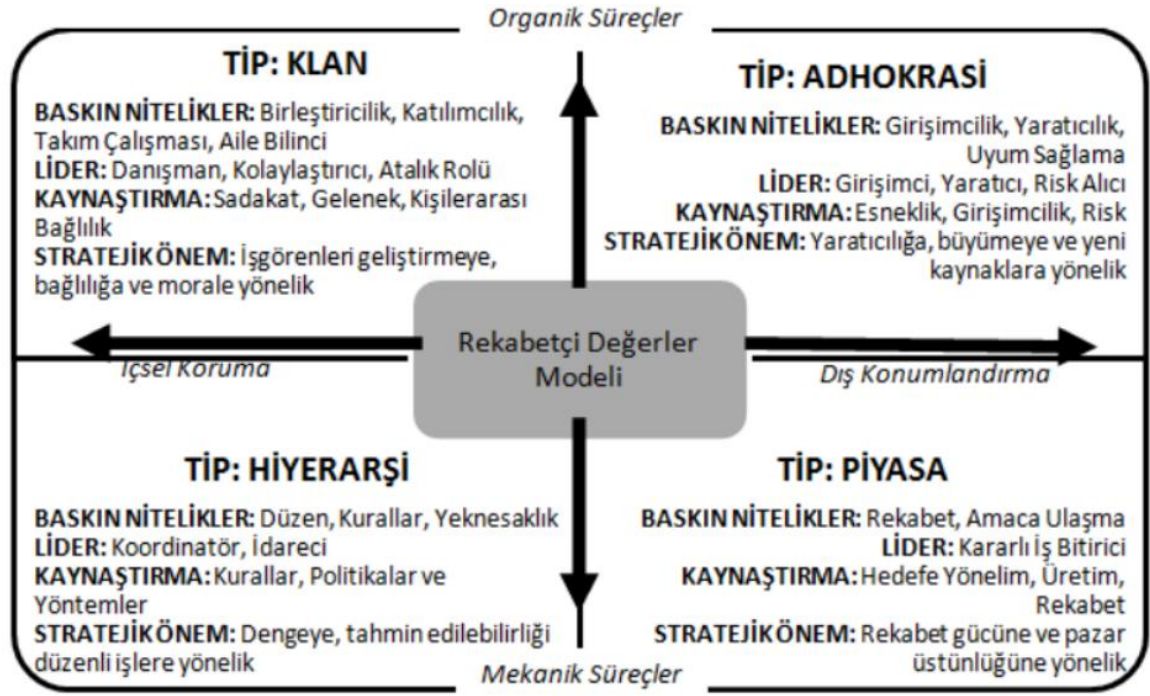 Organik Süreçler
TİP: KLAN
BASKIN NİTELİKLER: Birleştiricilik, Katılımcılık,
Takım Çalışması, Aile Bilinci
LİDER: Danışman, Kolaylaştırıcı, Atalık Rolü
KAYNAŞTIRMA: Sadakat, Gelenek, Kişilerarası
Bağlılık
STRATEJİK ÖNEM: İşgörenleri geliştirmeye,
bağlılığa ve morale yönelik
TİP: ADHOKRASİ
BASKIN NİTELİKLER: Girişimcilik, Yaratıcılık,
Uyum Sağlama
LİDER: Girişimci, Yaratıcı, Risk Alıcı
KAYNAŞTIRMA: Esneklik, Girişimcilik, Risk
STRATEJİK ÖNEM: Yaratıcılığa, büyümeye ve yeni
kaynaklara yönelik
Rekabetçi Değerler
Modeli
İçsel Koruma
Dış Konumlandırma
TİP: HİYERARŞİ
BASKIN NİTELİKLER: Düzen, Kurallar, Yeknesaklık
LİDER: Koordinatör, İdareci
KAYNAŞTIRMA: Kurallar, Politikalar ve
Yöntemler
STRATEJİK ÖNEM: Dengeye, tahmin edilebilirliği
düzenli işlere yönelik
TİP: PİYASA
BASKIN NİTELİKLER: Rekabet, Amaca Ulaşma
LİDER: Kararlı İş Bitirici
KAYNAŞTIRMA: Hedefe Yönelim, Üretim,
Rekabet
STRATEJİK ÖNEM: Rekabet gücüne ve pazar
üstünlüğüne yönelik
Mekanik Süreçler